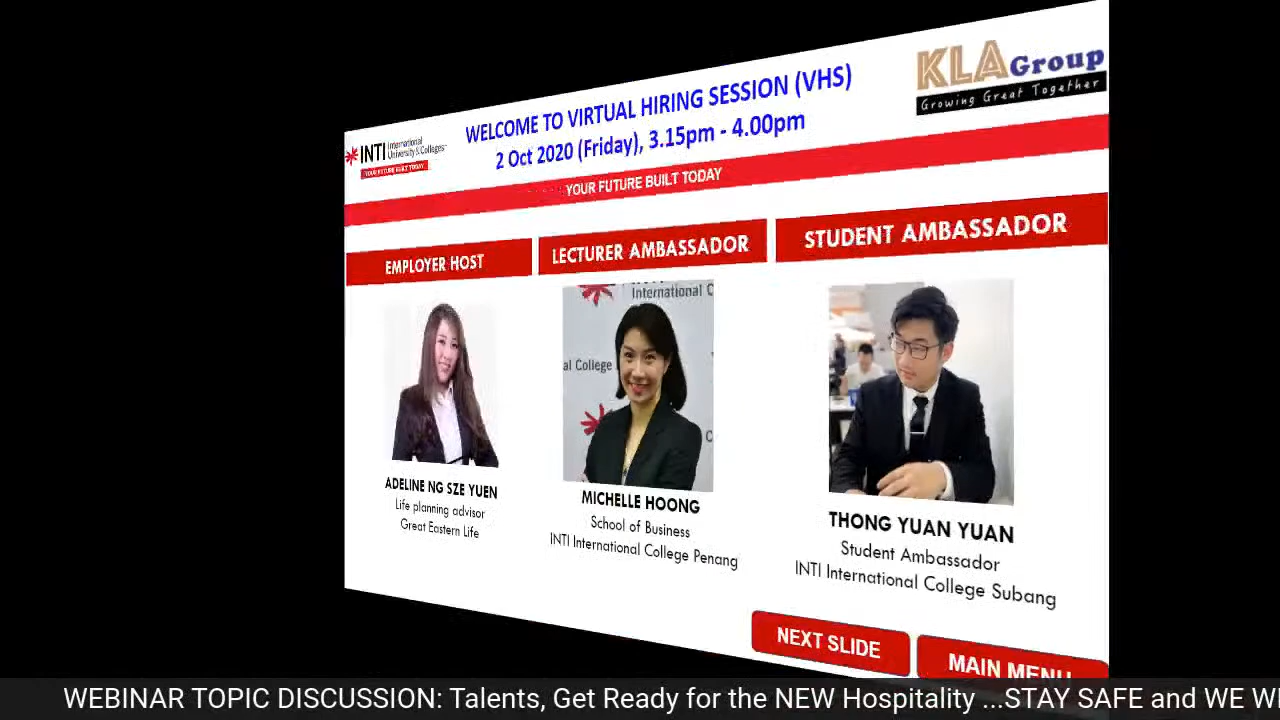 WELCOME TO VIRTUAL HIRING SESSION (VHS)
2 Oct 2020 (Friday), 3.15pm - 4.00pm
KLA Group
Growing Great Together
INTI International
University & Colleges
YOUR FUTURE BUILT TODAY
YOUR FUTURE BUILT TODAY
EMPLOYER HOST
LECTURER AMBASSADOR
STUDENT AMBASSADOR
International C
al College
ADELINE NG SZE YUEN
Life planning advisor
Great Eastern Life
MICHELLE HOONG
School of Business
INTI International College Penang
THONG YUAN YUAN
Student Ambassador
INTI International College Subang
NEXT SLIDE
MAIN MENU
WEBINAR TOPIC DISCUSSION: Talents, Get Ready for the NEW Hospitality ...STAY SAFE and WE W